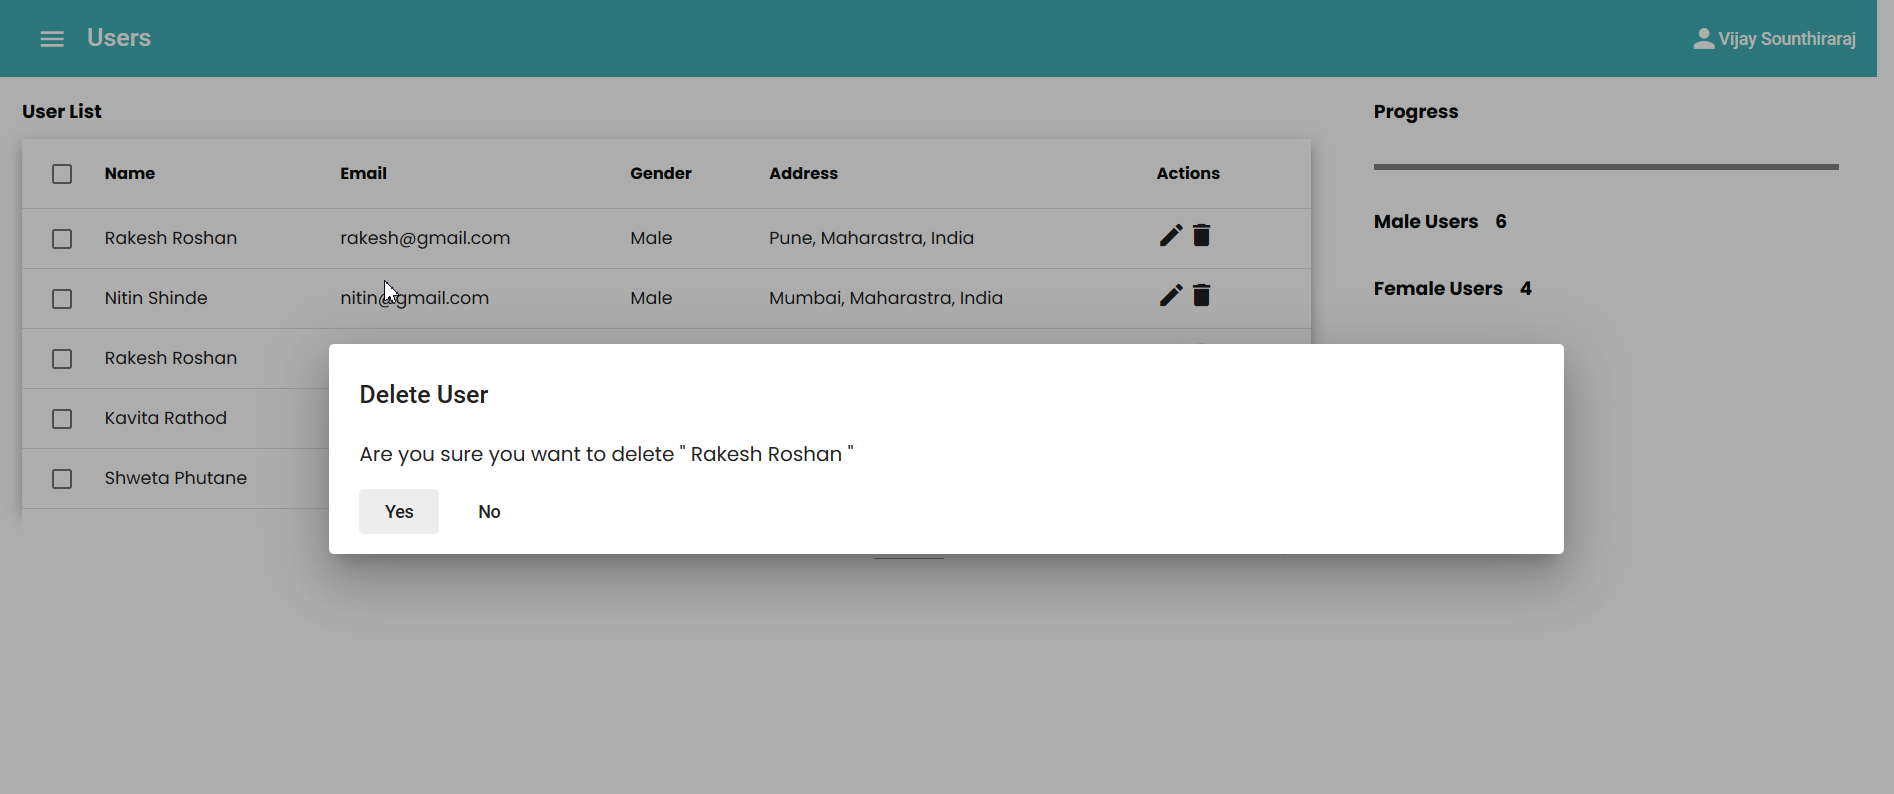 Users
Vijay Sounthiraraj
User List
Name Email Gender Address Actions
Rakesh Roshan rakesh@gmail.com Male Pune, Maharastra, India
Nitin Shinde nitin@gmail.com Male Mumbai, Maharastra, India
Rakesh Roshan
Kavita Rathod
Shweta Phutane
Progress
Male Users 6
Female Users 4
Delete User
Are you sure you want to delete " Rakesh Roshan "
Yes No